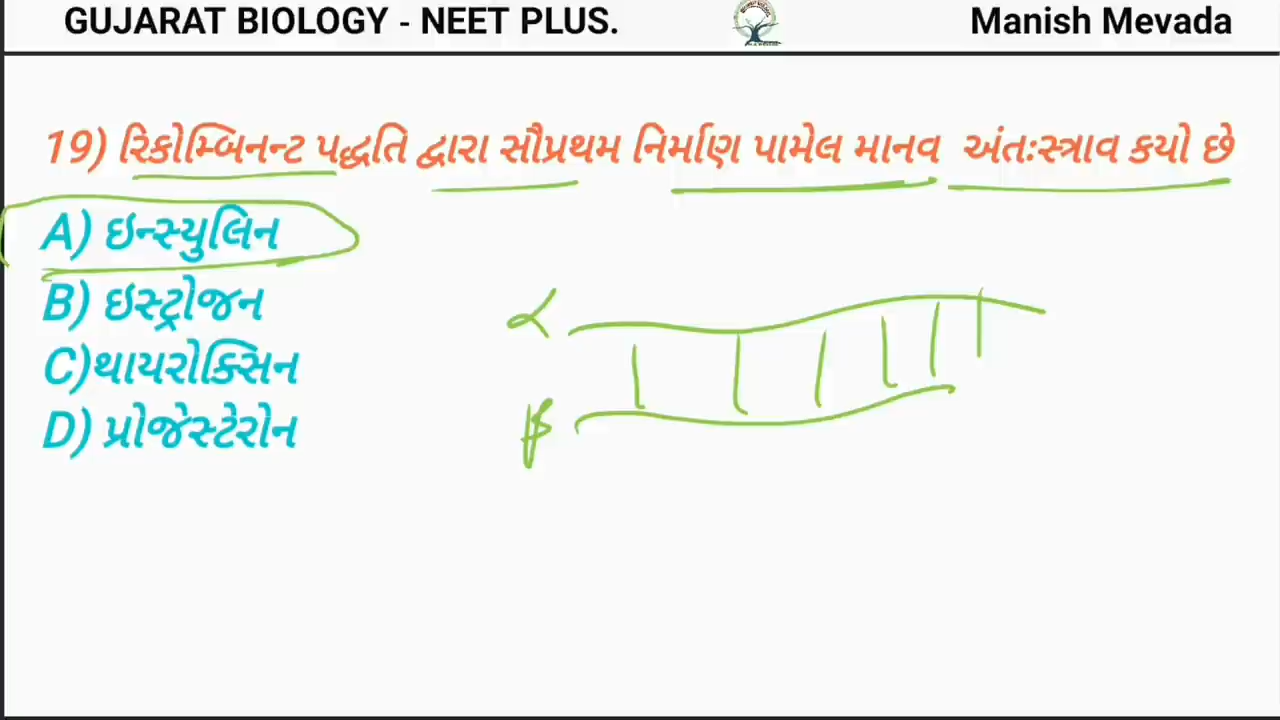 GUJARAT BIOLOGY - NEET PLUS.
Manish Mevada
19) રિકોમ્બિનન્ટ પદ્ધતિ દ્વારા સૌપ્રથમ નિર્માણ પામેલ માનવ અંતઃસ્ત્રાવ કયો છે
A) ઇન્સ્યુલિન
B) ઇસ્ટ્રોજન
C)થાયરોક્સિન
D) પ્રોજેસ્ટેરોન
α
β